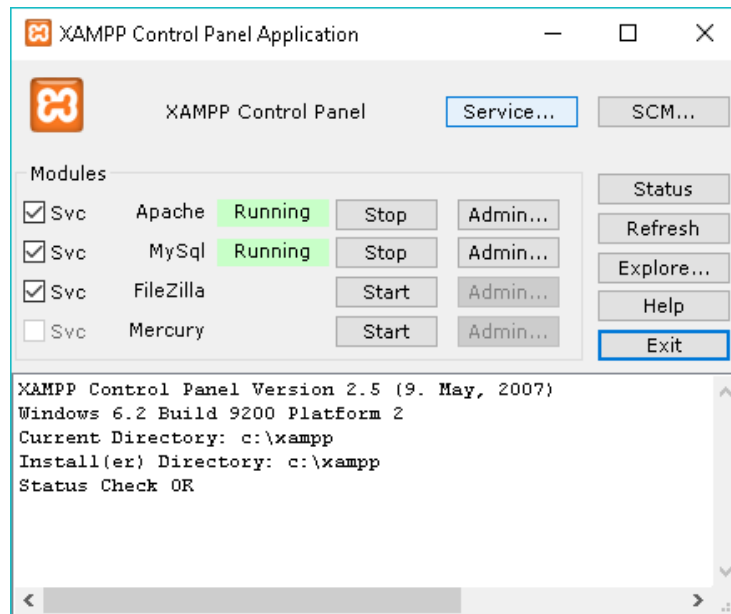 XAMPP Control Panel Application
XAMPP Control Panel Service... SCM...
Modules
Svc Apache Running Stop Admin...
Svc MySql Running Stop Admin...
Svc FileZilla Start Admin...
Svc Mercury Start Admin...
Status
Refresh
Explore...
Help
Exit
XAMPP Control Panel Version 2.5 (9. May, 2007)
Windows 6.2 Build 9200 Platform 2
Current Directory: c:\xampp
Install(er) Directory: c:\xampp
Status Check OK